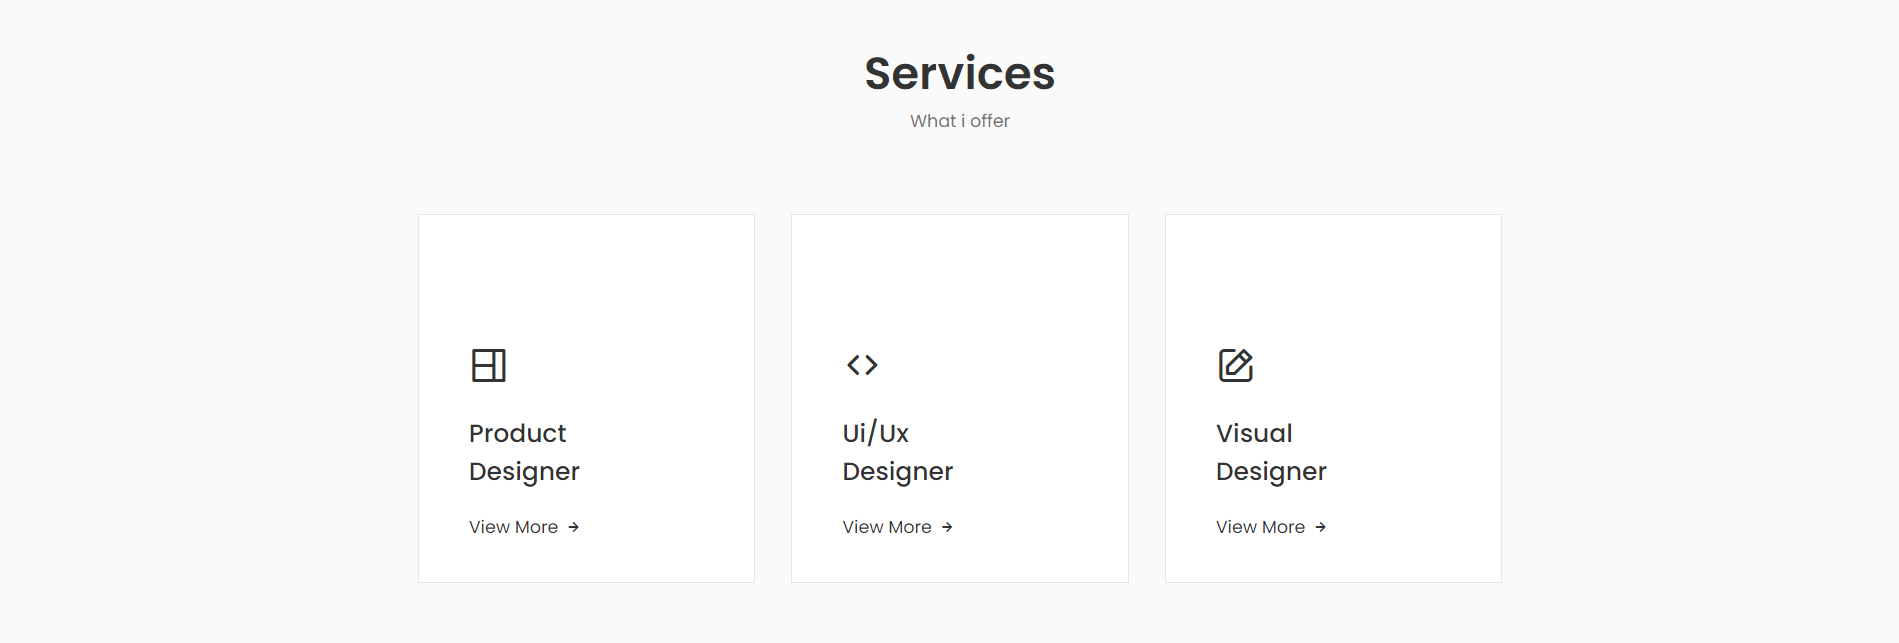 Services
What i offer
Product
Designer
View More →
Ui/Ux
Designer
View More →
Visual
Designer
View More →